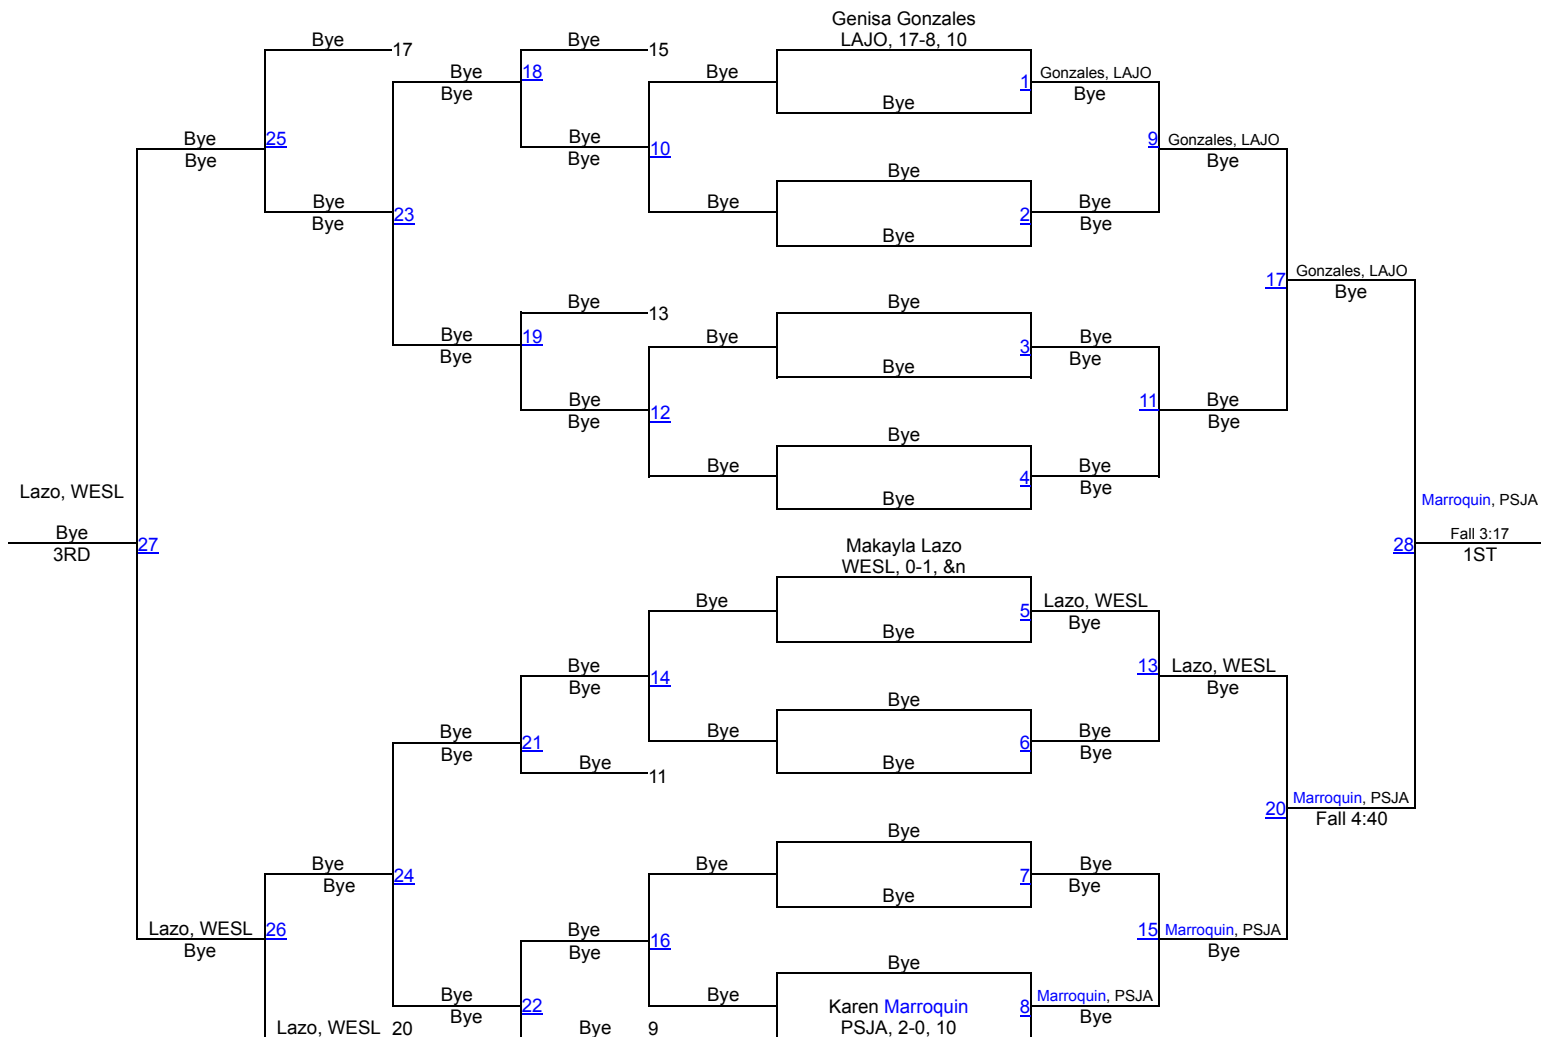 Genisa Gonzales
LAJO, 17-8, 10
Bye
17
Bye
15
Bye
18
Bye
Bye
1
Gonzales, LAJO
Bye
Bye
Bye
25
Bye
Bye
10
9
Gonzales, LAJO
Bye
Bye
Bye
Bye
23
Bye
Bye
2
Bye
Bye
Bye
17
Gonzales, LAJO
Bye
Bye
13
Bye
Bye
Bye
19
Bye
3
Bye
Bye
Bye
Bye
Bye
12
11
Bye
Bye
Bye
Bye
4
Bye
Bye
Bye
Lazo, WESL
Bye
3RD
27
Marroquin, PSJA
28
Fall 3:17
1ST
Makayla Lazo
WESL, 0-1, &n
Bye
5
Lazo, WESL
Bye
Bye
Bye
Bye
14
13
Lazo, WESL
Bye
Bye
Bye
Bye
21
Bye
6
Bye
Bye
Bye
11
Bye
20
Marroquin, PSJA
Fall 4:40
Bye
Bye
Bye
24
Bye
7
Bye
Bye
Bye
Lazo, WESL
Bye
26
Bye
Bye
16
15
Marroquin, PSJA
Bye
Bye
Bye
Bye
22
Bye
Karen Marroquin
PSJA, 2-0, 10
8
Marroquin, PSJA
Bye
Lazo, WESL 20
Bye 9